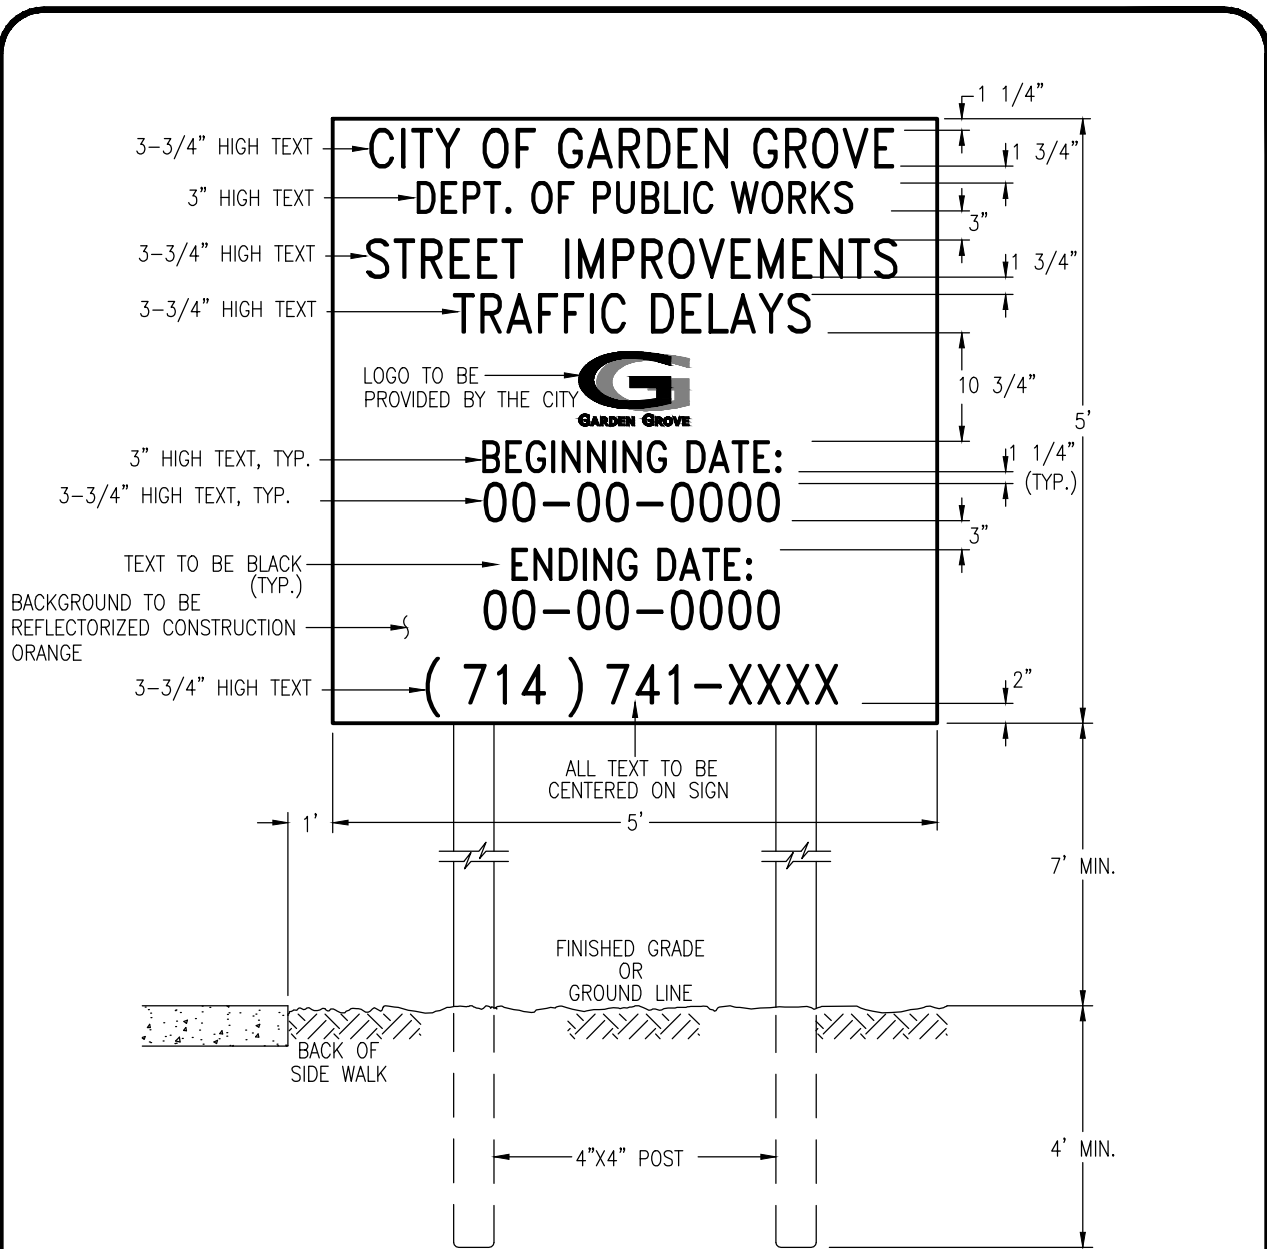 1 1/4"
3-3/4" HIGH TEXT
CITY OF GARDEN GROVE
1 3/4"
3" HIGH TEXT
DEPT. OF PUBLIC WORKS
3"
3-3/4" HIGH TEXT
STREET IMPROVEMENTS
1 3/4"
3-3/4" HIGH TEXT
TRAFFIC DELAYS
LOGO TO BE
PROVIDED BY THE CITY
GARDEN GROVE
10 3/4"
5'
3" HIGH TEXT, TYP.
BEGINNING DATE:
1 1/4"
(TYP.)
3-3/4" HIGH TEXT, TYP.
00-00-0000
3"
TEXT TO BE BLACK
(TYP.)
ENDING DATE:
BACKGROUND TO BE
REFLECTORIZED CONSTRUCTION
ORANGE
00-00-0000
3-3/4" HIGH TEXT
( 714 ) 741-XXXX
2"
ALL TEXT TO BE
CENTERED ON SIGN
1'
5'
7' MIN.
FINISHED GRADE
OR
GROUND LINE
BACK OF
SIDE WALK
4"X4" POST
4' MIN.